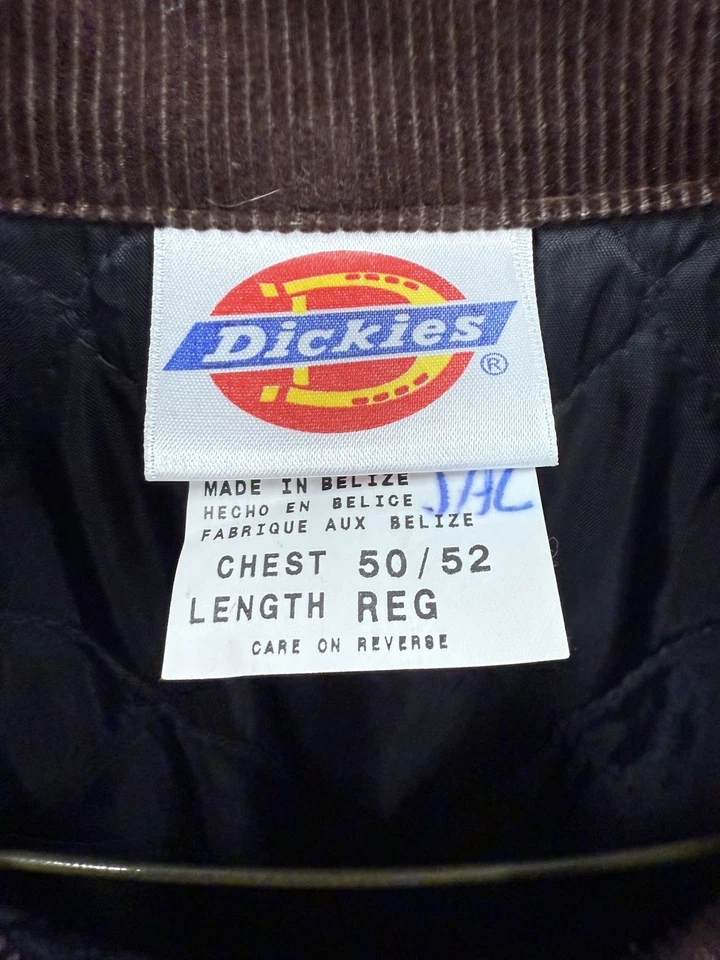 Dickies
®
MADE IN BELIZE
HECHO EN BELICE
FABRIQUE AUX BELIZE
CHEST 50/52
LENGTH REG
CARE ON REVERSE